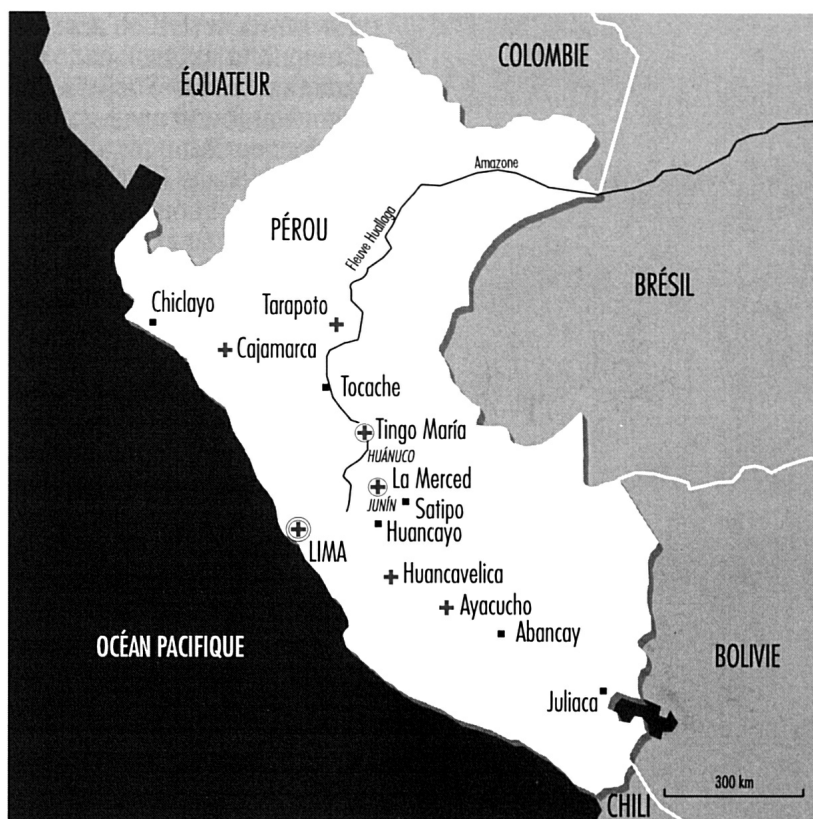 COLOMBIE
ÉQUATEUR
Amazone
Fleuve Huallaga
PÉROU
BRÉSIL
Chiclayo
Tarapoto
Cajamarca
Tocache
Tingo María
HUÁNUCO
La Merced
JUNÍN
Satipo
Huancayo
LIMA
Huancavelica
Ayacucho
Abancay
OCÉAN PACIFIQUE
BOLIVIE
Juliaca
300 km
CHILI